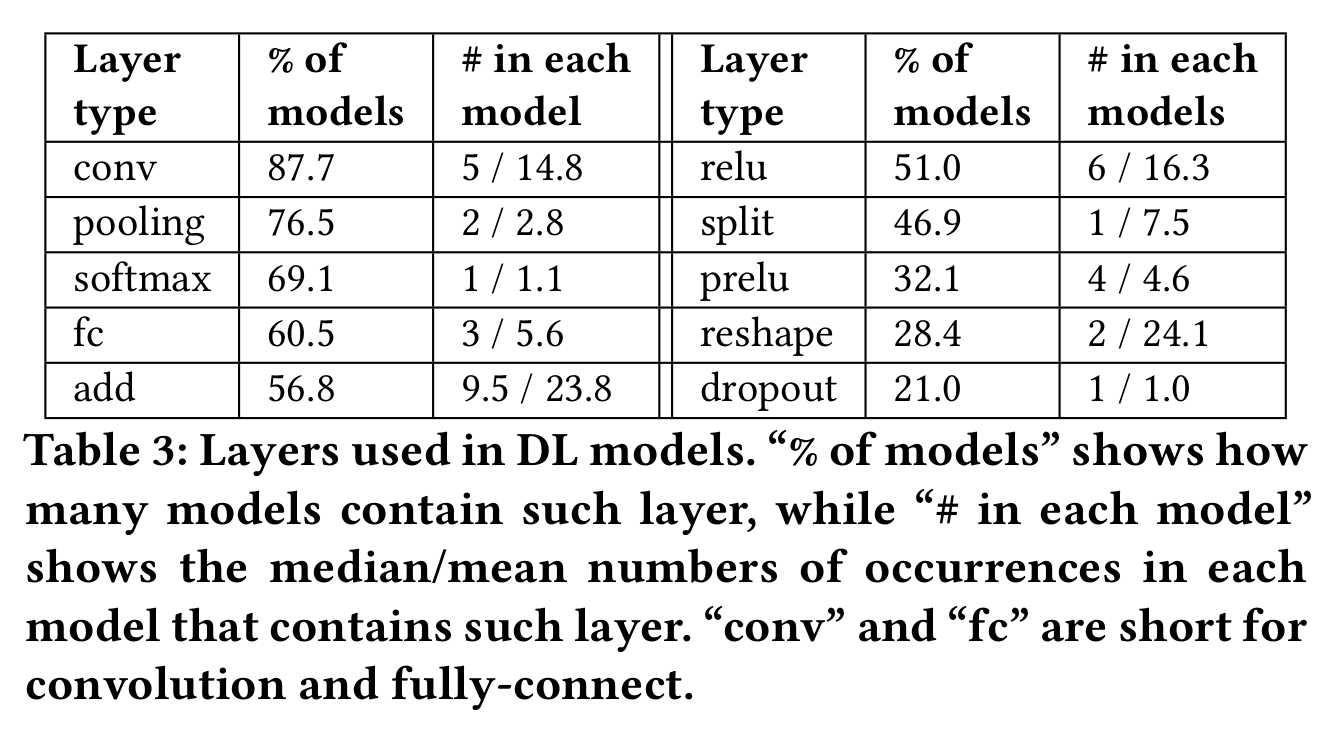 Layer type | % of models | # in each model | Layer type | % of models | # in each models
conv | 87.7 | 5 / 14.8 | relu | 51.0 | 6 / 16.3
pooling | 76.5 | 2 / 2.8 | split | 46.9 | 1 / 7.5
softmax | 69.1 | 1 / 1.1 | prelu | 32.1 | 4 / 4.6
fc | 60.5 | 3 / 5.6 | reshape | 28.4 | 2 / 24.1
add | 56.8 | 9.5 / 23.8 | dropout | 21.0 | 1 / 1.0
Table 3: Layers used in DL models. “% of models” shows how
many models contain such layer, while “# in each model”
shows the median/mean numbers of occurrences in each
model that contains such layer. “conv” and “fc” are short for
convolution and fully-connect.